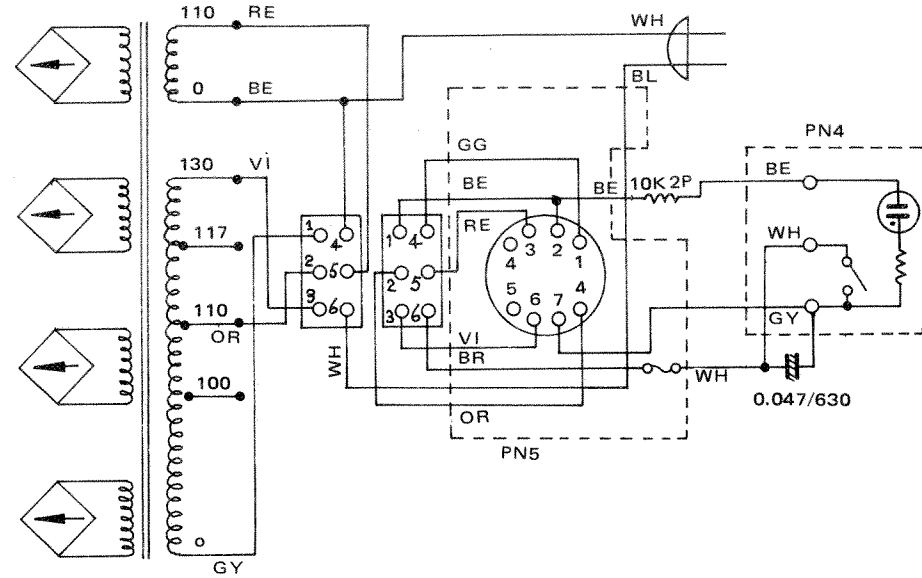 110 RE
WH
0 BE
BL
130 Vi
117
110
OR
100
0
GY
1 4
2 5
3 6
WH
1 4
2 5
3 6
GG
BE
RE
BE
10K 2P
3 2
4 1
5 4
6 7
VI
BR
OR
WH
PN5
PN4
BE
WH
GY
0.047/630